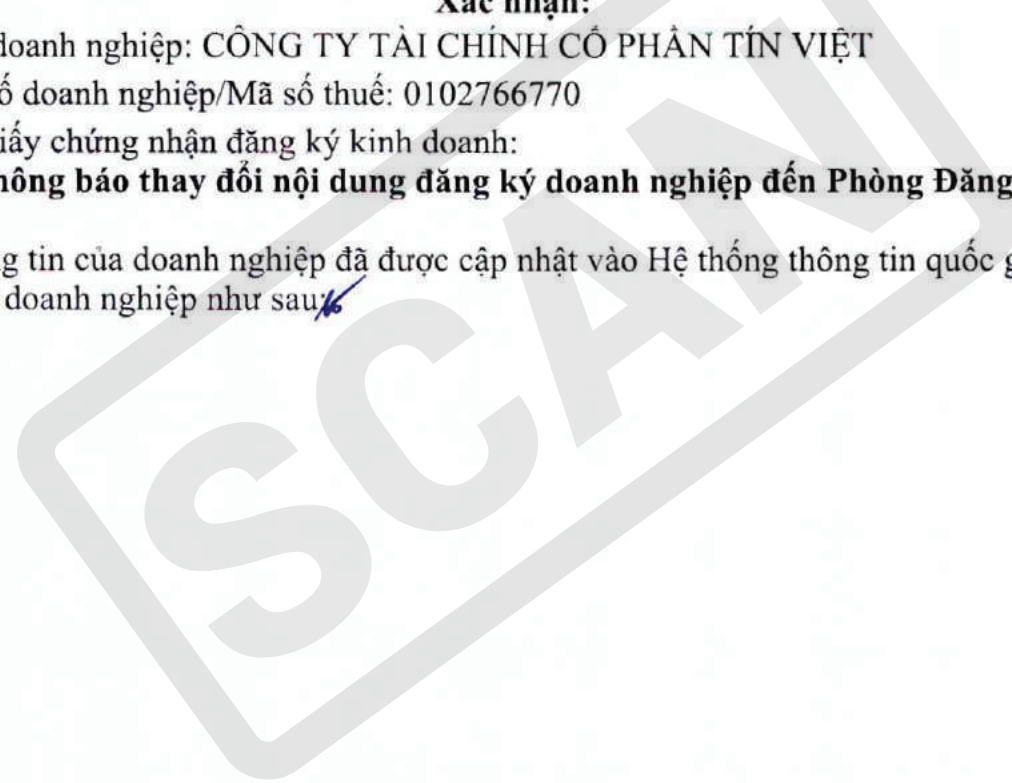 Xác nhận:
doanh nghiệp: CÔNG TY TÀI CHÍNH CỔ PHẦN TÍN VIỆT
ố doanh nghiệp/Mã số thuế: 0102766770
iấy chứng nhận đăng ký kinh doanh:
hông báo thay đổi nội dung đăng ký doanh nghiệp đến Phòng Đăng
g tin của doanh nghiệp đã được cập nhật vào Hệ thống thông tin quốc g
doanh nghiệp như sau:
SCAN